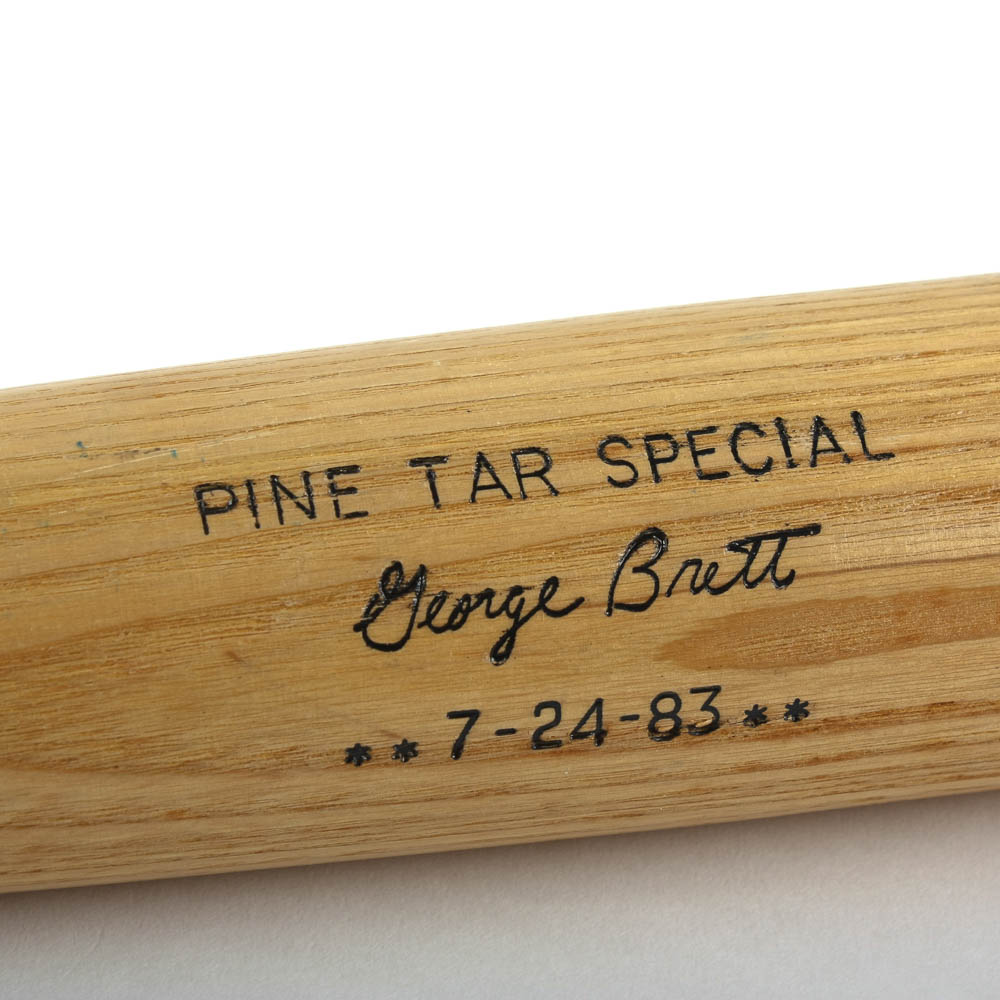 PINE TAR SPECIAL
George Brett
**7-24-83**